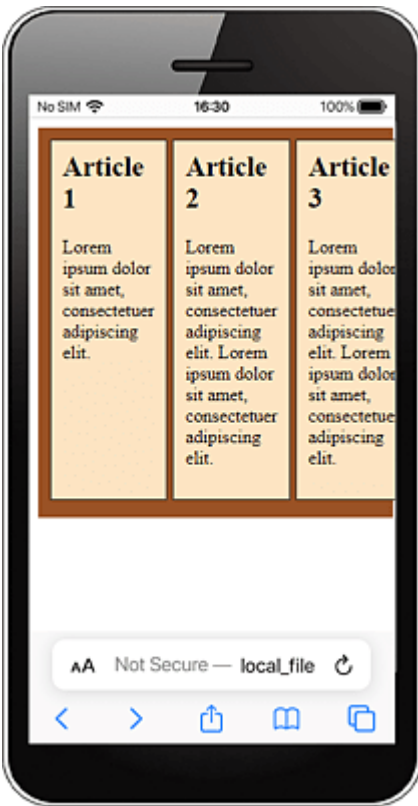 No SIM 16:30 100%
Article 1
Lorem
ipsum dolor
sit amet,
consectetuer
adipiscing
elit.
Article 2
Lorem
ipsum dolor
sit amet,
consectetuer
adipiscing
elit. Lorem
ipsum dolor
sit amet,
consectetuer
adipiscing
elit.
Article 3
Lorem
ipsum dolor
sit amet,
consectetue
adipiscing
elit. Lorem
ipsum dolor
sit amet,
consectetue
adipiscing
elit.
AA Not Secure — local_file